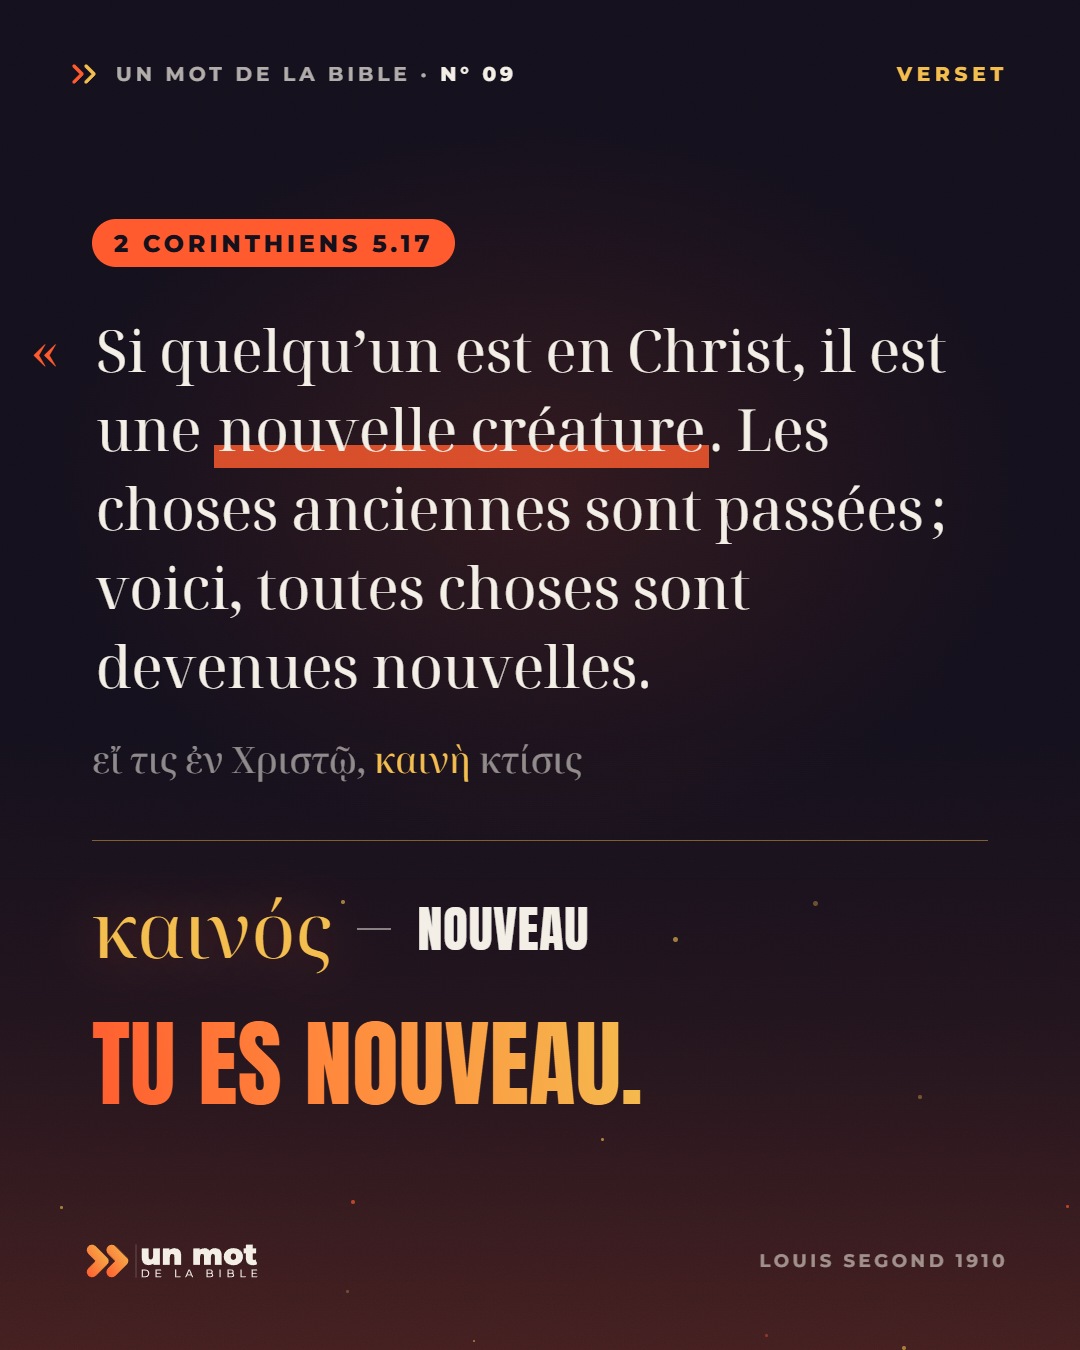 UN MOT DE LA BIBLE · N° 09
VERSET
2 CORINTHIENS 5.17
« Si quelqu’un est en Christ, il est
une nouvelle créature. Les
choses anciennes sont passées ;
voici, toutes choses sont
devenues nouvelles.
εἴ τις ἐν Χριστῷ, καινὴ κτίσις
καινός — NOUVEAU
TU ES NOUVEAU.
un mot
DE LA BIBLE
LOUIS SEGOND 1910